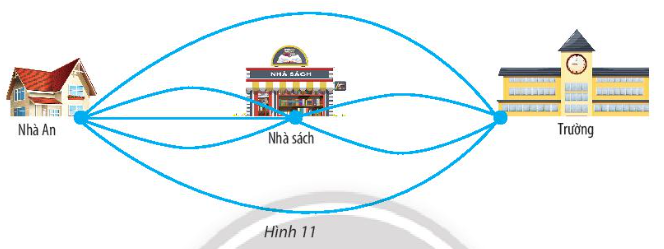 NHÀ SÁCH
Nhà An
Nhà sách
Trường
Hình 11